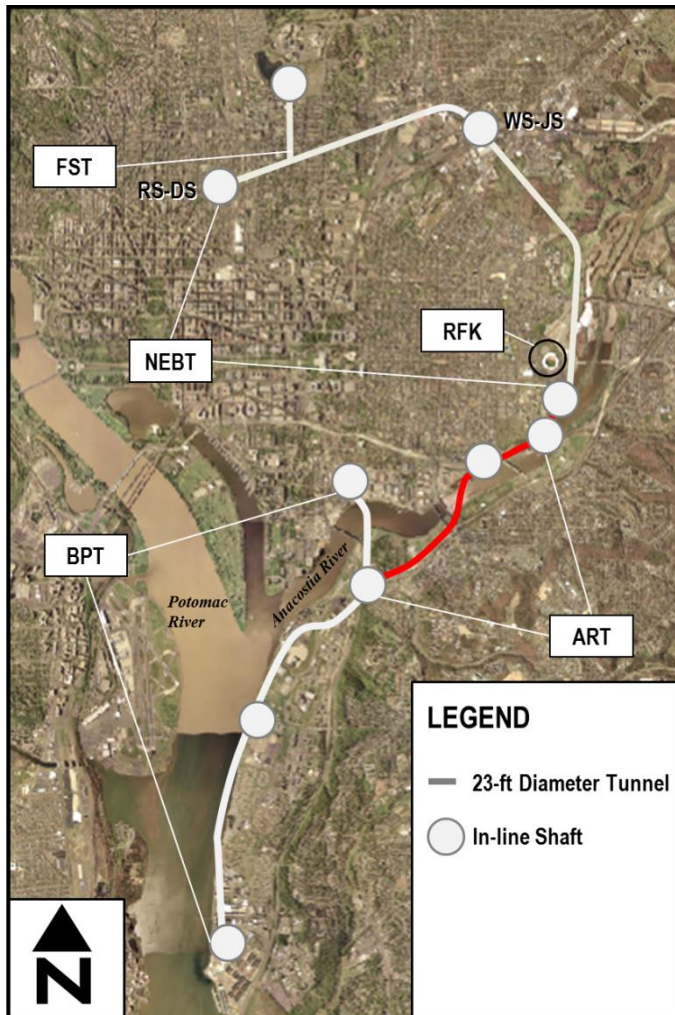 WS-JS
FST
RS-DS
RFK
NEBT
BPT
Potomac
River
Anacostia River
ART
LEGEND
23-ft Diameter Tunnel
In-line Shaft
N